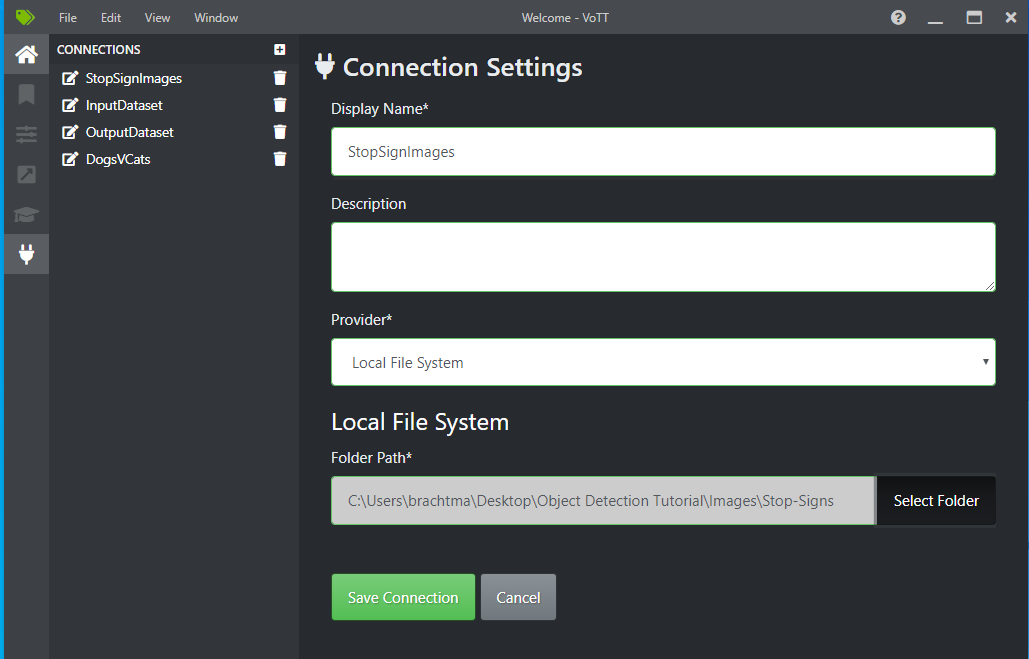 File Edit View Window Welcome - VoTT
CONNECTIONS
StopSignImages
InputDataset
OutputDataset
DogsVCats
Connection Settings
Display Name*
StopSignImages
Description
Provider*
Local File System
Local File System
Folder Path*
C:\Users\brachtma\Desktop\Object Detection Tutorial\Images\Stop-Signs Select Folder
Save Connection Cancel